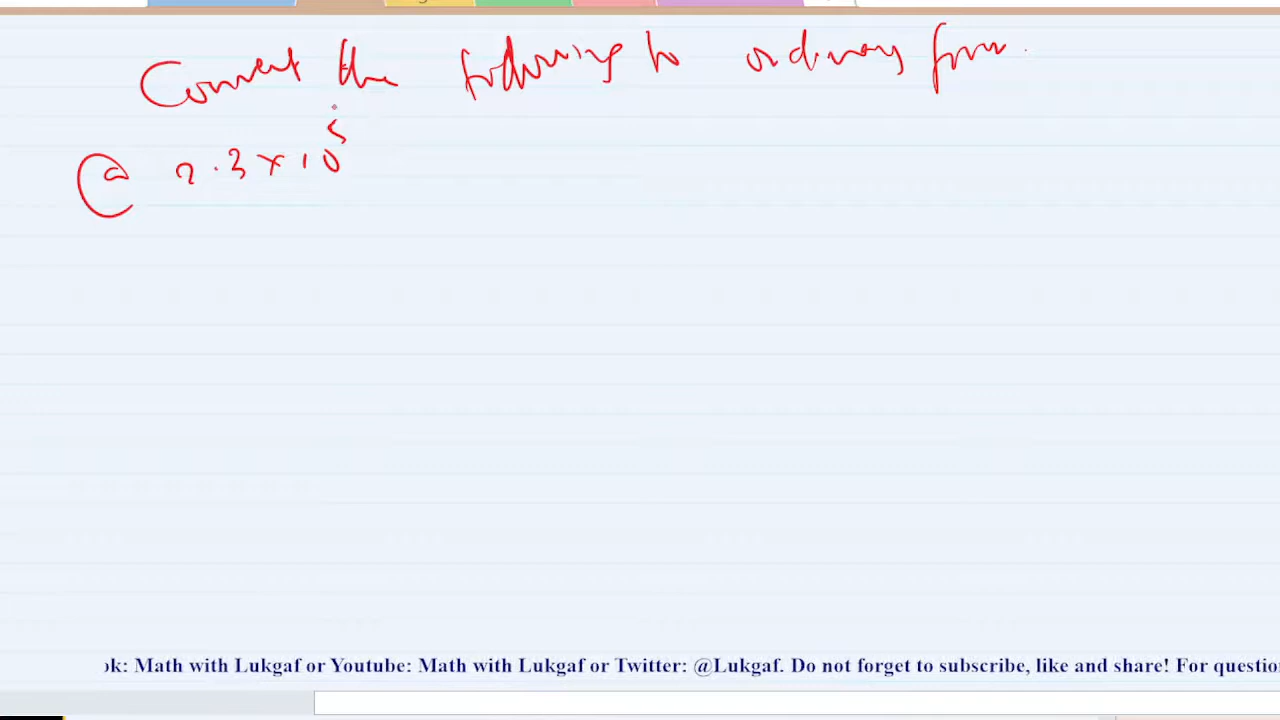 Convert the following to ordinary form.
(a) 2.3 × 10⁵
ok: Math with Lukgaf or Youtube: Math with Lukgaf or Twitter: @Lukgaf. Do not forget to subscribe, like and share! For questio